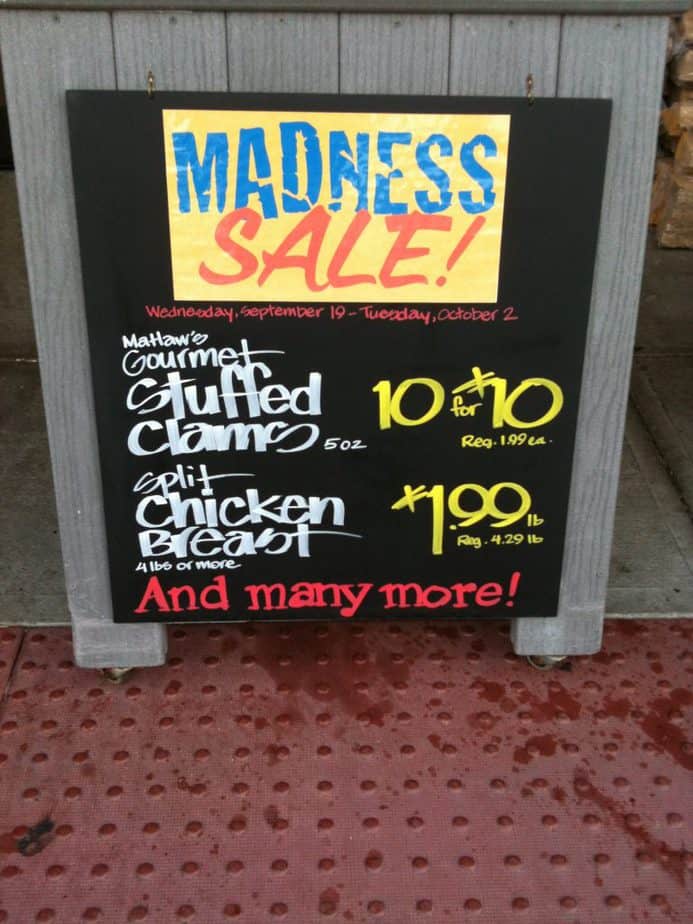 MADNESS
SALE!
Wednesday, September 19 - Tuesday, October 2
Matlaw's
Gourmet
Stuffed
Clams 5oz
10 for $10
Reg. 1.99 ea.
Split
Chicken
Breast
4 lbs or more
$1.99 lb
Reg. 4.29 lb
And many more!